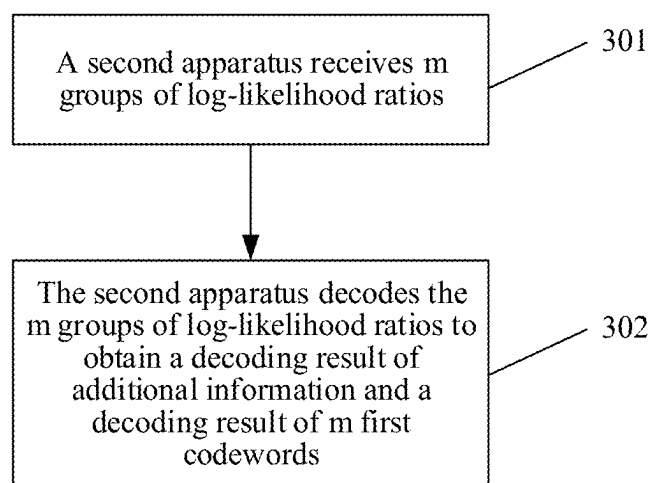 A second apparatus receives m
groups of log-likelihood ratios
301
The second apparatus decodes the
m groups of log-likelihood ratios to
obtain a decoding result of
additional information and a
decoding result of m first
codewords
302